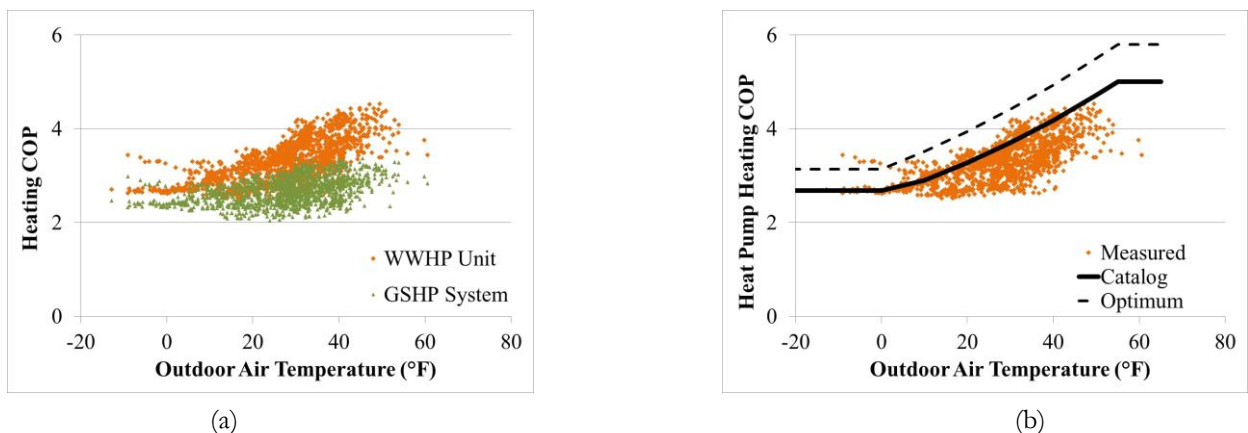 6
4
2
0
-20 0 20 40 60 80
Heating COP
Outdoor Air Temperature (°F)
WWHP Unit
GSHP System
(a)
6
4
2
0
-20 0 20 40 60 80
Heat Pump Heating COP
Outdoor Air Temperature (°F)
Measured
Catalog
Optimum
(b)